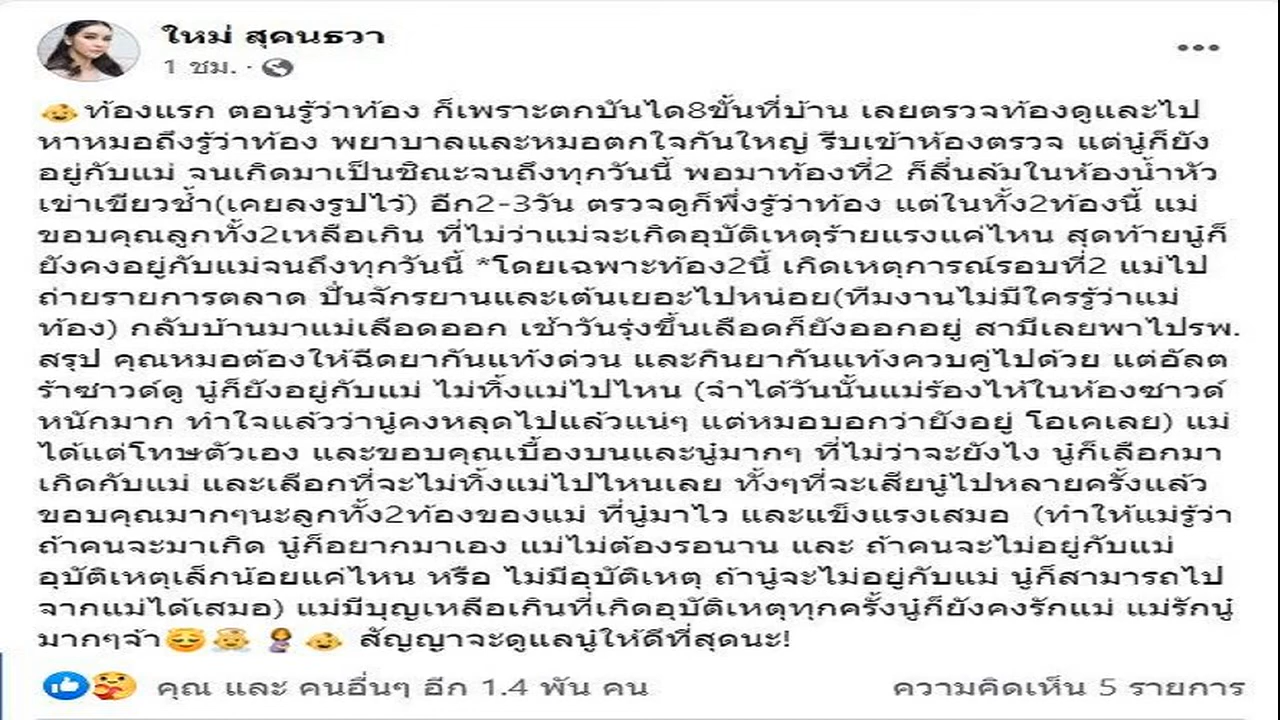 ใหม่ สุคนธวา
1 ชม. ·
ท้องแรก ตอนรู้ว่าท้อง ก็เพราะตกบันได8ขั้นที่บ้าน เลยตรวจท้องดูและไป
หาหมอถึงรู้ว่าท้อง พยาบาลและหมอตกใจกันใหญ่ รีบเข้าห้องตรวจ แต่นู๋ก็ยัง
อยู่กับแม่ จนเกิดมาเป็นชิณะจนถึงทุกวันนี้ พอมาท้องที่2 ก็ลื่นล้มในห้องน้ำหัว
เข่าเขียวช้ำ(เคยลงรูปไว้) อีก2-3วัน ตรวจดูก็พึ่งรู้ว่าท้อง แต่ในทั้ง2ท้องนี้ แม่
ขอบคุณลูกทั้ง2เหลือเกิน ที่ไม่ว่าแม่จะเกิดอุบัติเหตุร้ายแรงแค่ไหน สุดท้ายนู๋ก็
ยังคงอยู่กับแม่จนถึงทุกวันนี้ *โดยเฉพาะท้อง2นี้ เกิดเหตุการณ์รอบที่2 แม่ไป
ถ่ายรายการตลาด ปั่นจักรยานและเต้นเยอะไปหน่อย(ทีมงานไม่มีใครรู้ว่าแม่
ท้อง) กลับบ้านมาแม่เลือดออก เช้าวันรุ่งขึ้นเลือดก็ยังออกอยู่ สามีเลยพาไปรพ.
สรุป คุณหมอต้องให้ฉีดยากันแท้งด่วน และกินยากันแท้งควบคู่ไปด้วย แต่อัลต
ร้าซาวด์ดู นู๋ก็ยังอยู่กับแม่ ไม่ทิ้งแม่ไปไหน (จำได้วันนั้นแม่ร้องไห้ในห้องซาวด์
หนักมาก ทำใจแล้วว่านู๋คงหลุดไปแล้วแน่ๆ แต่หมอบอกว่ายังอยู่ โอเคเลย) แม่
ได้แต่โทษตัวเอง และขอบคุณเบื้องบนและนู๋มากๆ ที่ไม่ว่าจะยังไง นู๋ก็เลือกมา
เกิดกับแม่ และเลือกที่จะไม่ทิ้งแม่ไปไหนเลย ทั้งๆที่จะเสียนู๋ไปหลายครั้งแล้ว
ขอบคุณมากๆนะลูกทั้ง2ท้องของแม่ ที่นู๋มาไว และแข็งแรงเสมอ (ทำให้แม่รู้ว่า
ถ้าคนจะมาเกิด นู๋ก็อยากมาเอง แม่ไม่ต้องรอนาน และ ถ้าคนจะไม่อยู่กับแม่
อุบัติเหตุเล็กน้อยแค่ไหน หรือ ไม่มีอุบัติเหตุ ถ้านู๋จะไม่อยู่กับแม่ นู๋ก็สามารถไป
จากแม่ได้เสมอ) แม่มีบุญเหลือเกินที่เกิดอุบัติเหตุทุกครั้งนู๋ก็ยังคงรักแม่ แม่รักนู๋
มากๆจ้า สัญญาจะดูแลนู๋ให้ดีที่สุดนะ!
คุณ และ คนอื่นๆ อีก 1.4 พัน คน ความคิดเห็น 5 รายการ